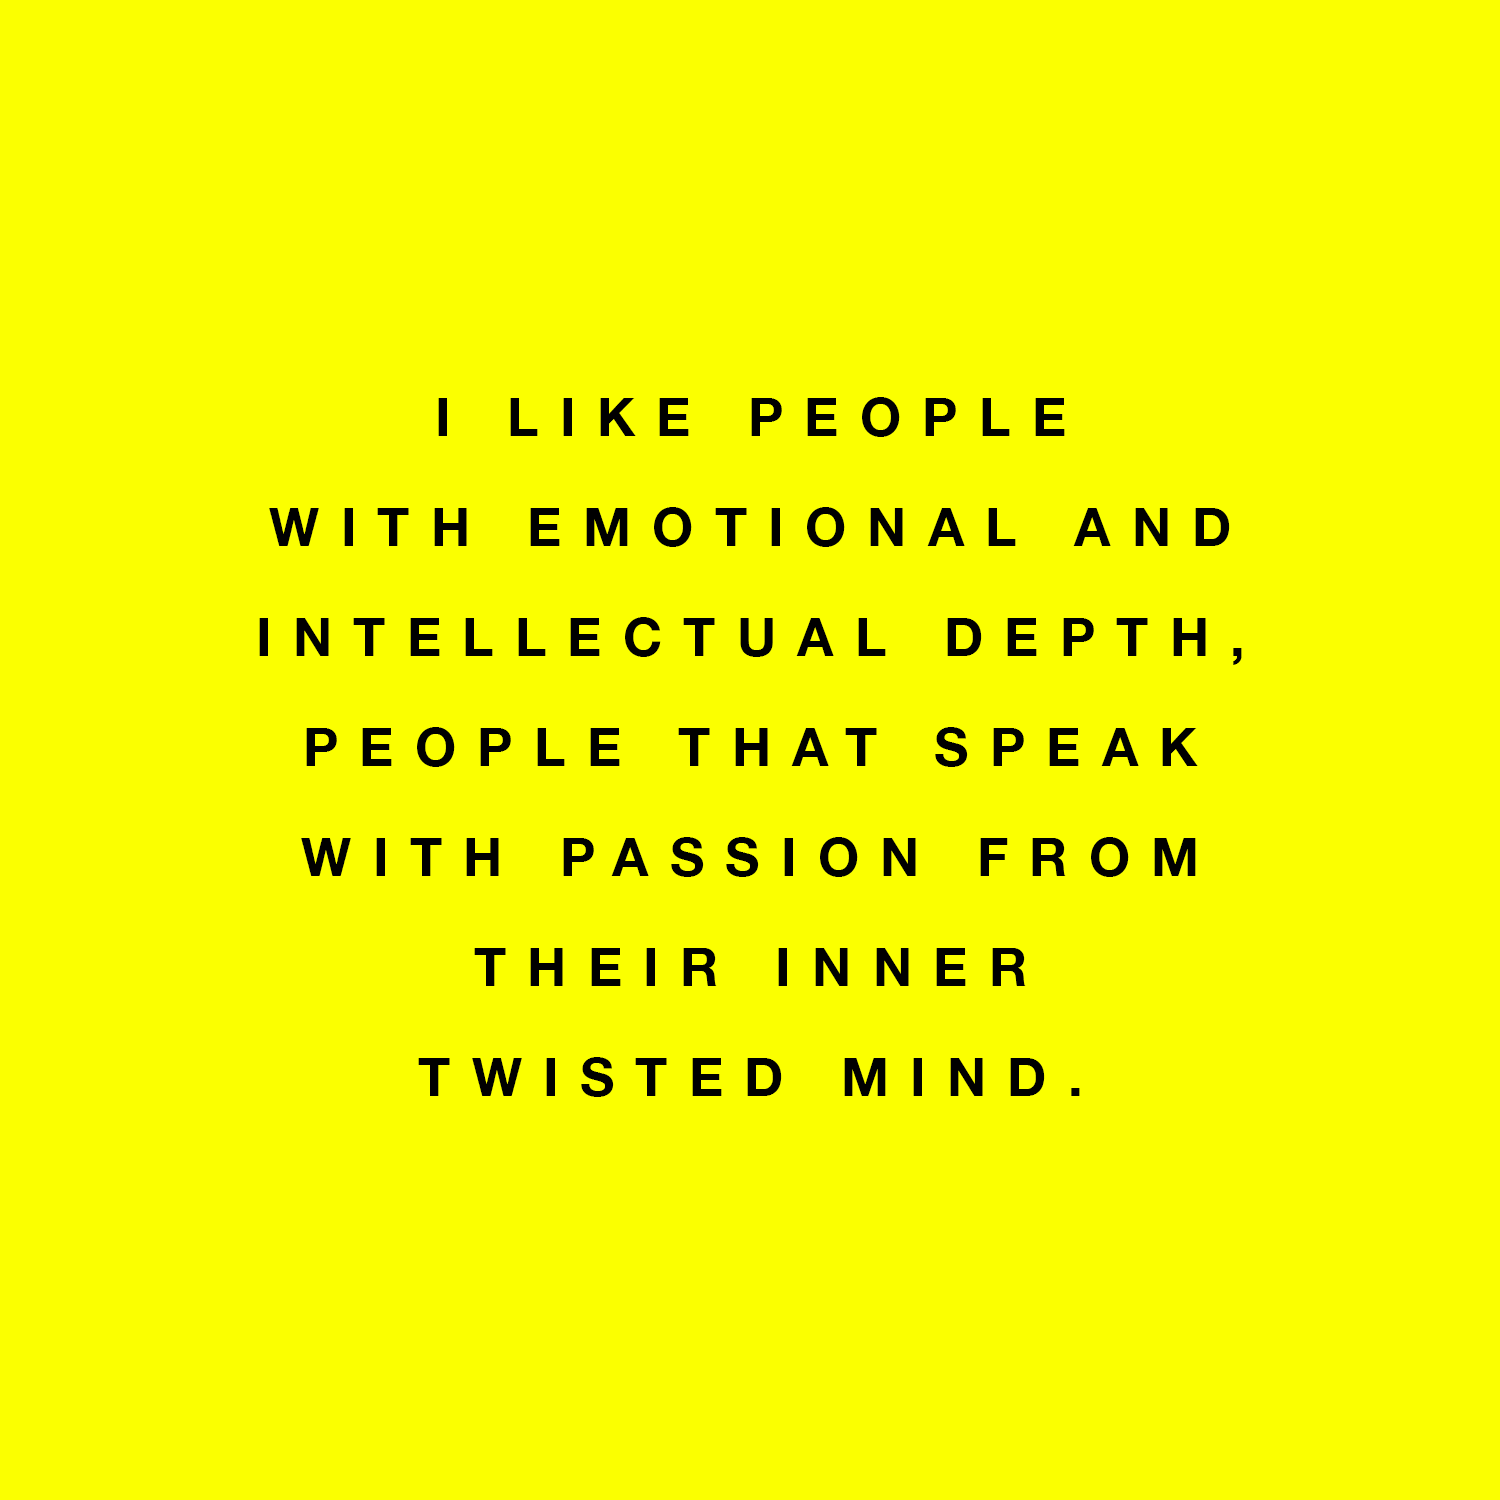 I LIKE PEOPLE
WITH EMOTIONAL AND
INTELLECTUAL DEPTH,
PEOPLE THAT SPEAK
WITH PASSION FROM
THEIR INNER
TWISTED MIND.